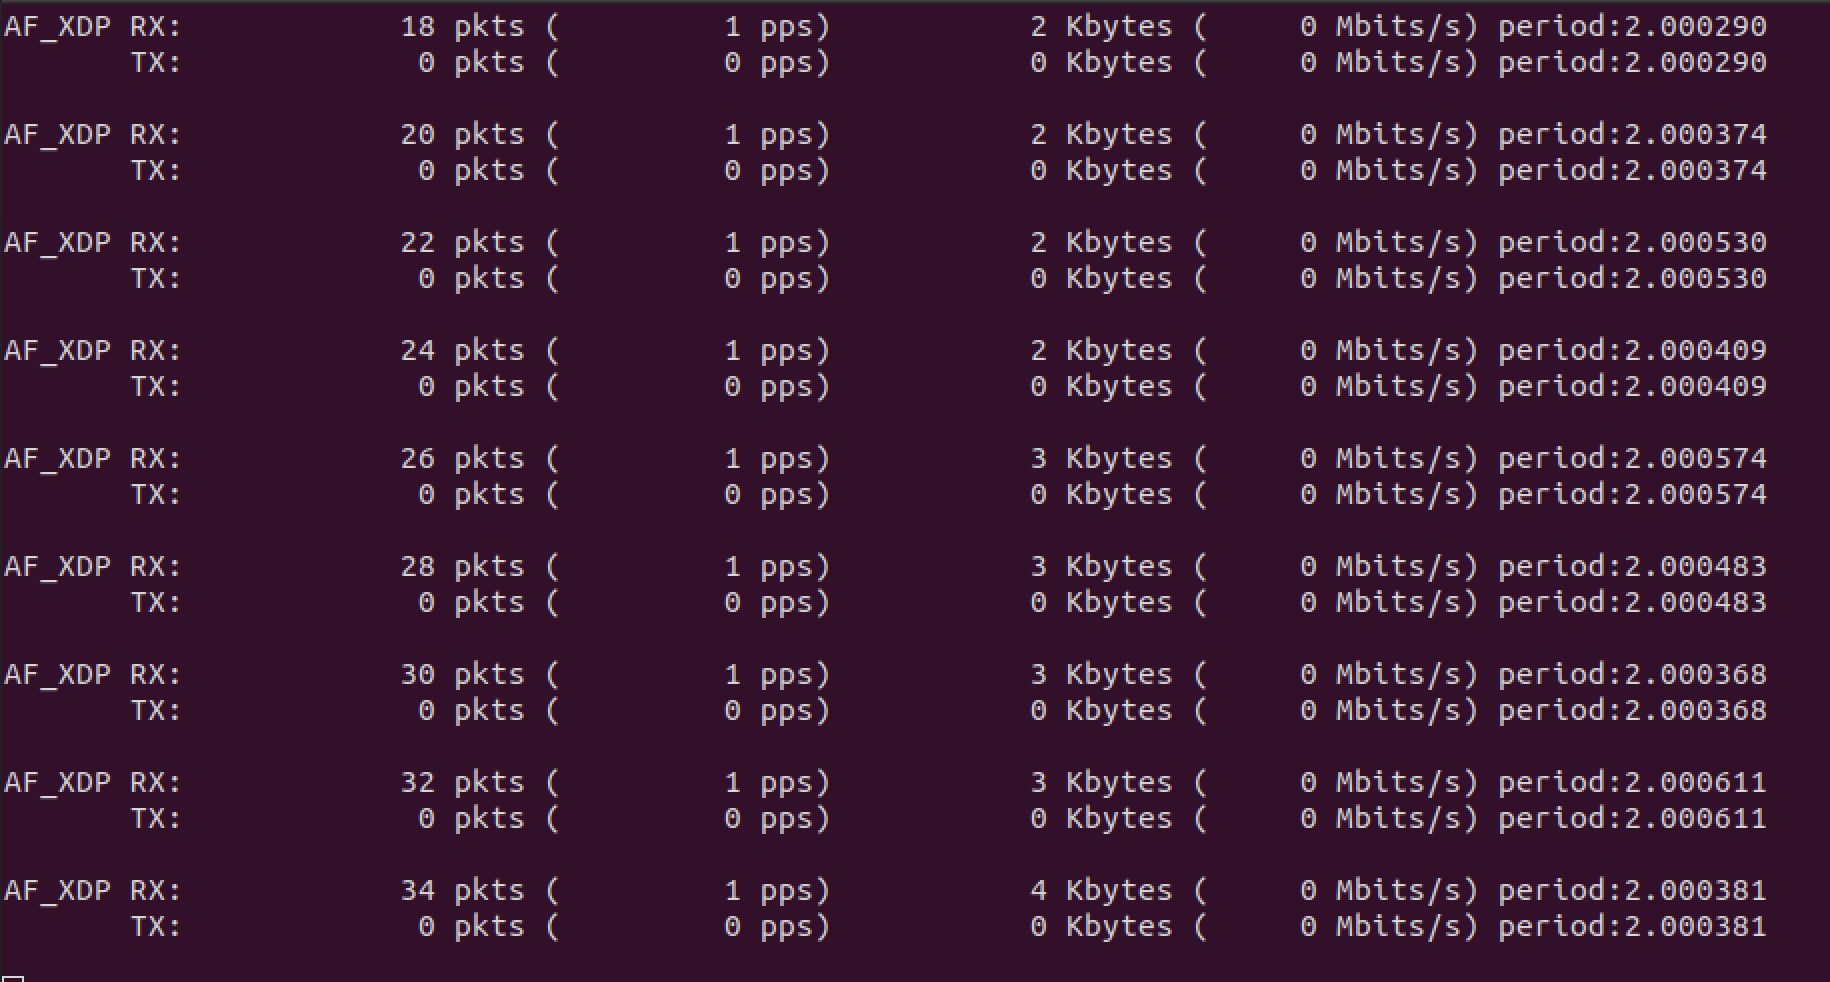 AF_XDP RX:            18 pkts (         1 pps)           2 Kbytes (     0 Mbits/s) period:2.000290
       TX:             0 pkts (         0 pps)           0 Kbytes (     0 Mbits/s) period:2.000290

AF_XDP RX:            20 pkts (         1 pps)           2 Kbytes (     0 Mbits/s) period:2.000374
       TX:             0 pkts (         0 pps)           0 Kbytes (     0 Mbits/s) period:2.000374

AF_XDP RX:            22 pkts (         1 pps)           2 Kbytes (     0 Mbits/s) period:2.000530
       TX:             0 pkts (         0 pps)           0 Kbytes (     0 Mbits/s) period:2.000530

AF_XDP RX:            24 pkts (         1 pps)           2 Kbytes (     0 Mbits/s) period:2.000409
       TX:             0 pkts (         0 pps)           0 Kbytes (     0 Mbits/s) period:2.000409

AF_XDP RX:            26 pkts (         1 pps)           3 Kbytes (     0 Mbits/s) period:2.000574
       TX:             0 pkts (         0 pps)           0 Kbytes (     0 Mbits/s) period:2.000574

AF_XDP RX:            28 pkts (         1 pps)           3 Kbytes (     0 Mbits/s) period:2.000483
       TX:             0 pkts (         0 pps)           0 Kbytes (     0 Mbits/s) period:2.000483

AF_XDP RX:            30 pkts (         1 pps)           3 Kbytes (     0 Mbits/s) period:2.000368
       TX:             0 pkts (         0 pps)           0 Kbytes (     0 Mbits/s) period:2.000368

AF_XDP RX:            32 pkts (         1 pps)           3 Kbytes (     0 Mbits/s) period:2.000611
       TX:             0 pkts (         0 pps)           0 Kbytes (     0 Mbits/s) period:2.000611

AF_XDP RX:            34 pkts (         1 pps)           4 Kbytes (     0 Mbits/s) period:2.000381
       TX:             0 pkts (         0 pps)           0 Kbytes (     0 Mbits/s) period:2.000381